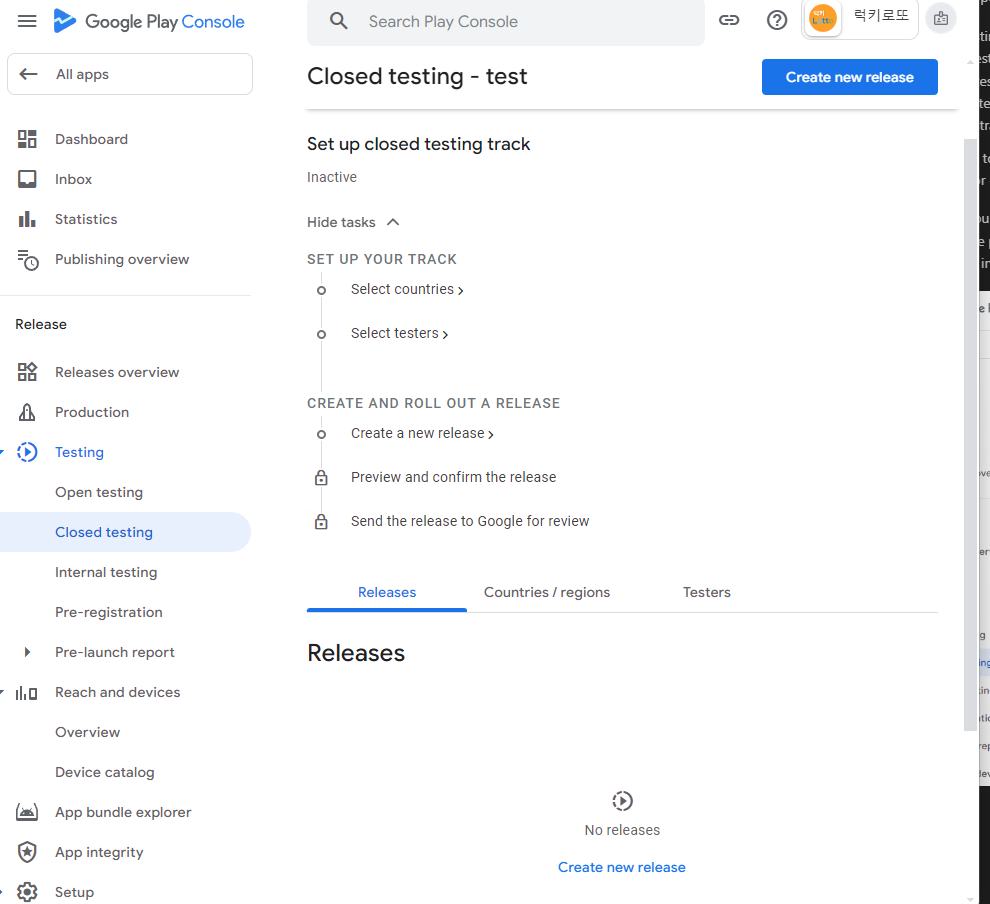 Google Play Console
Search Play Console
럭키로또
All apps
Closed testing - test
Create new release
Dashboard
Inbox
Statistics
Publishing overview
Release
Releases overview
Production
Testing
Open testing
Closed testing
Internal testing
Pre-registration
Pre-launch report
Reach and devices
Overview
Device catalog
App bundle explorer
App integrity
Setup
Set up closed testing track
Inactive
Hide tasks
SET UP YOUR TRACK
Select countries
Select testers
CREATE AND ROLL OUT A RELEASE
Create a new release
Preview and confirm the release
Send the release to Google for review
Releases
Countries / regions
Testers
Releases
No releases
Create new release